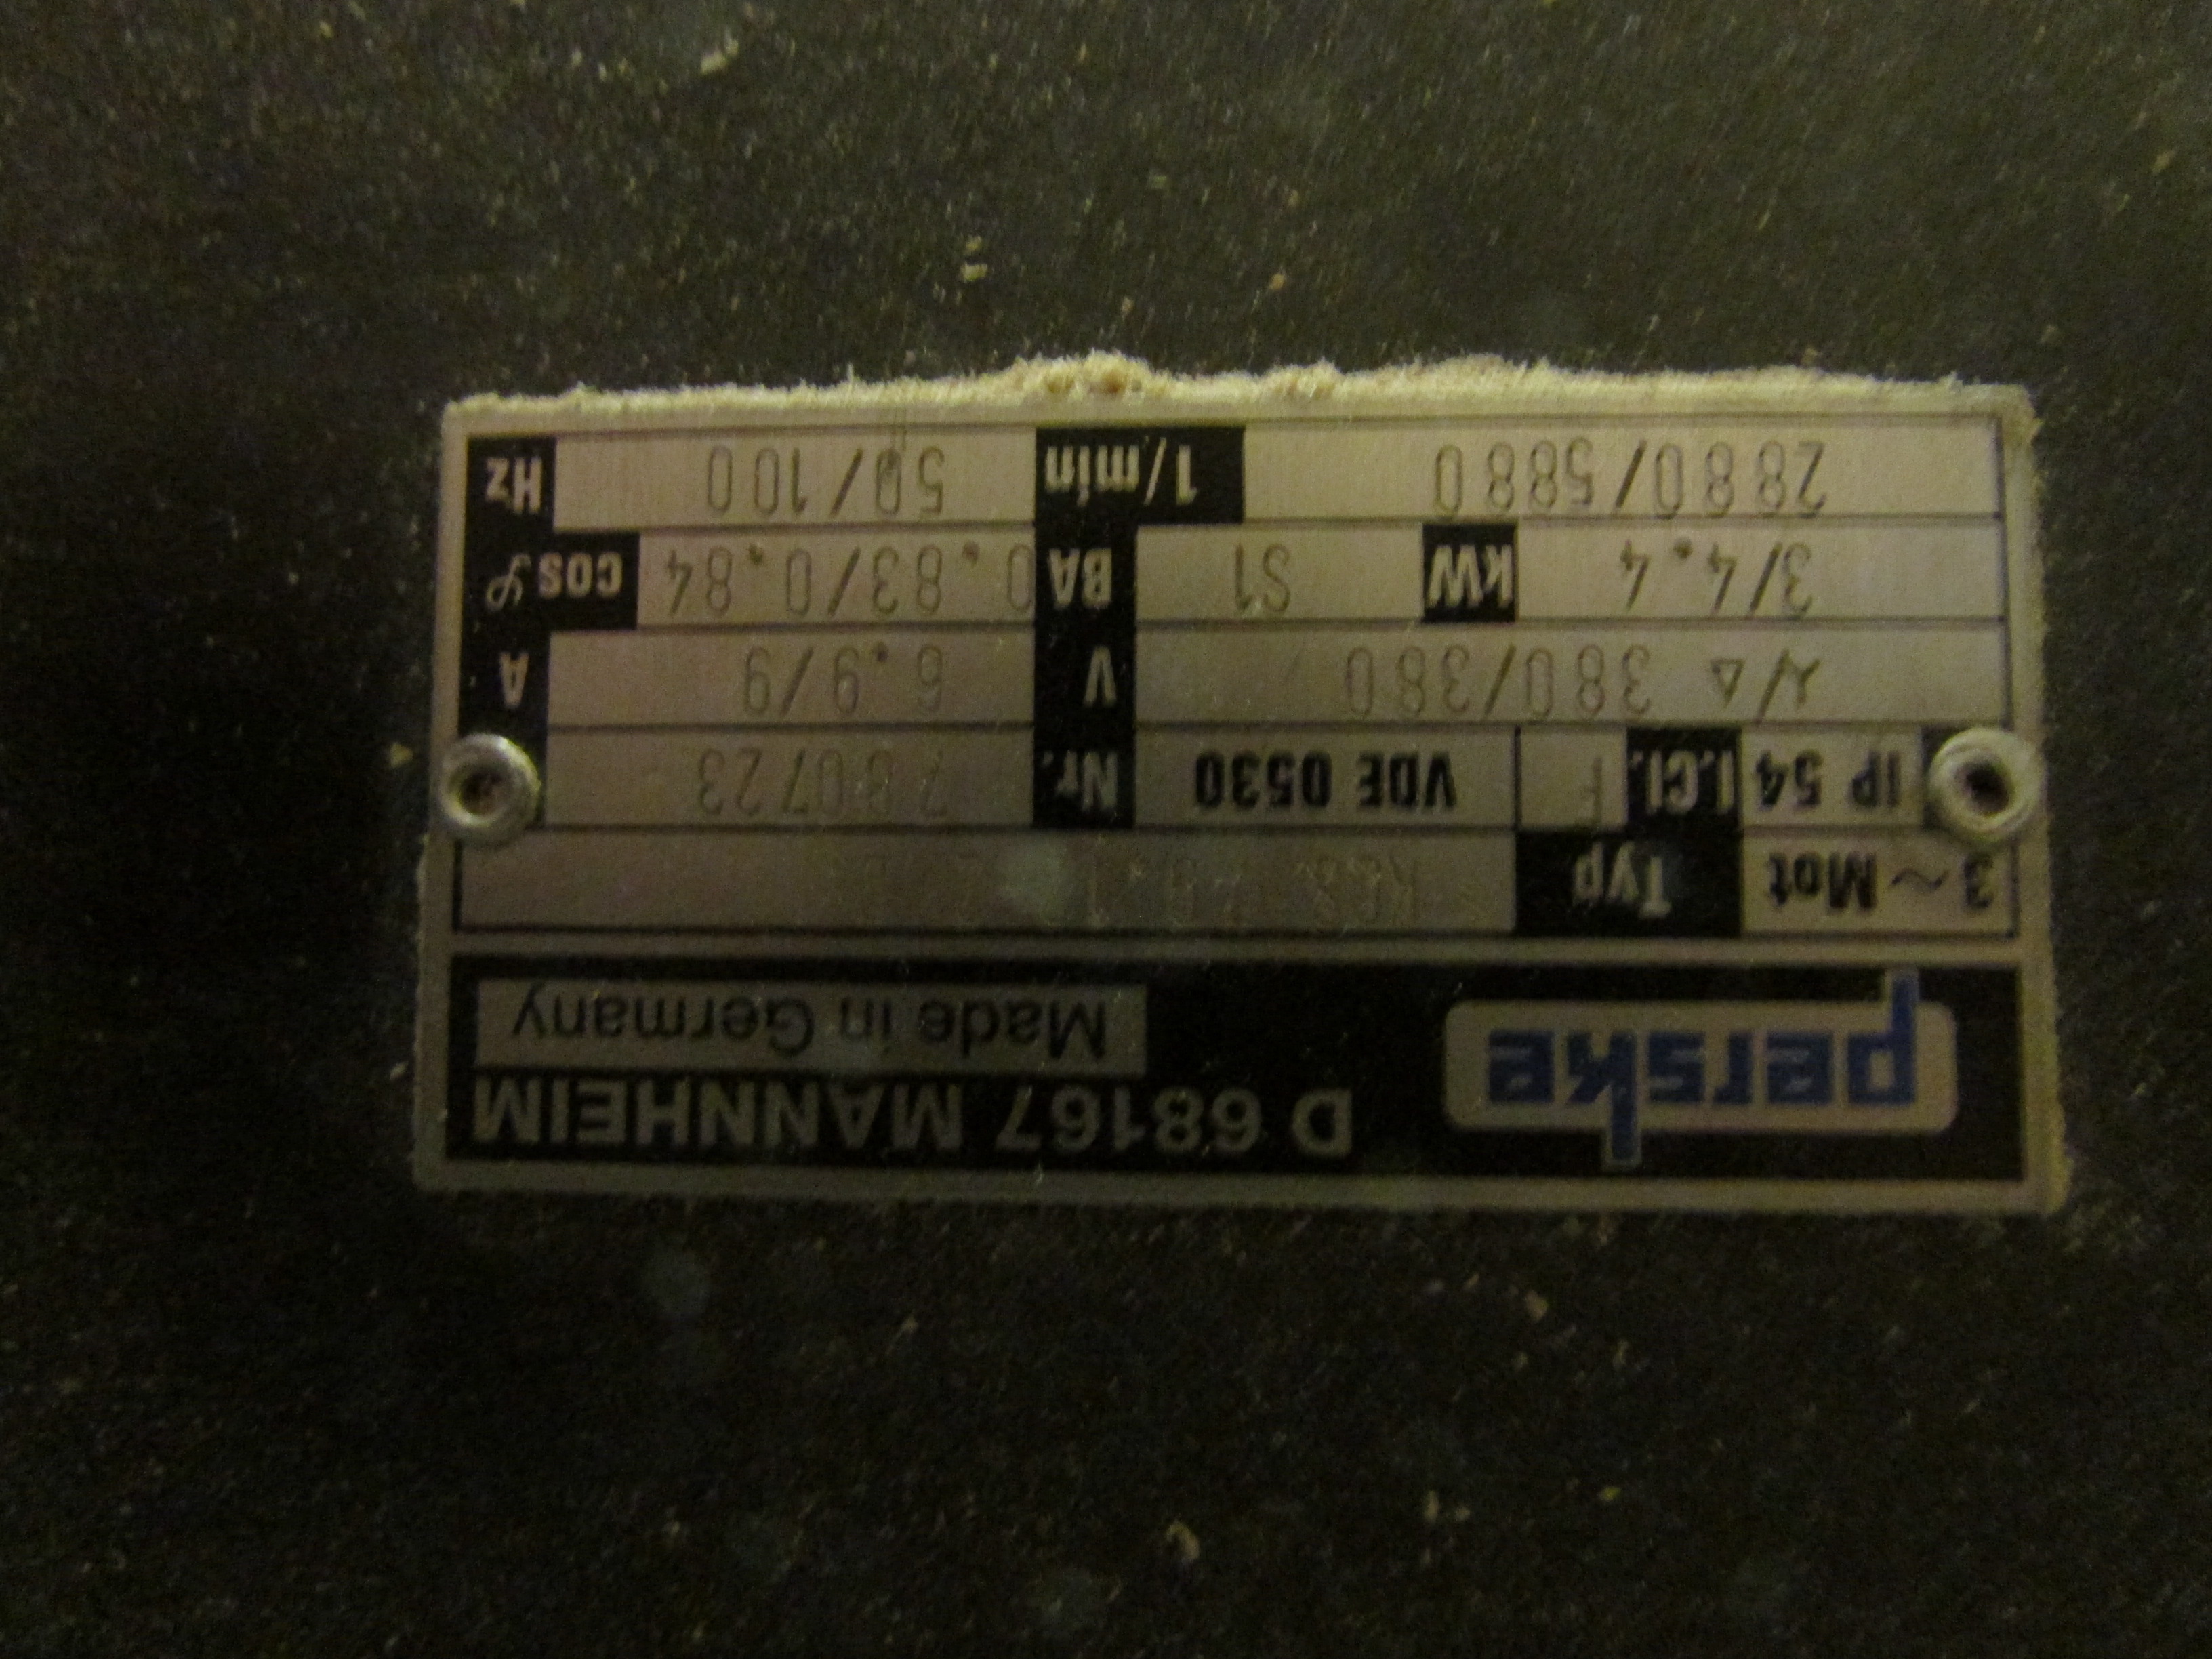 perske D 68167 MANNHEIM
Made in Germany
3 ~ Mot Typ
IP 54 I.Cl. F VDE 0530 Nr. 780723
⅄/△ 380/380 V 6.9/9 A
3/4.4 kW S1 BA 0.83/0.84 cos φ
2880/5880 1/min 50/100 Hz